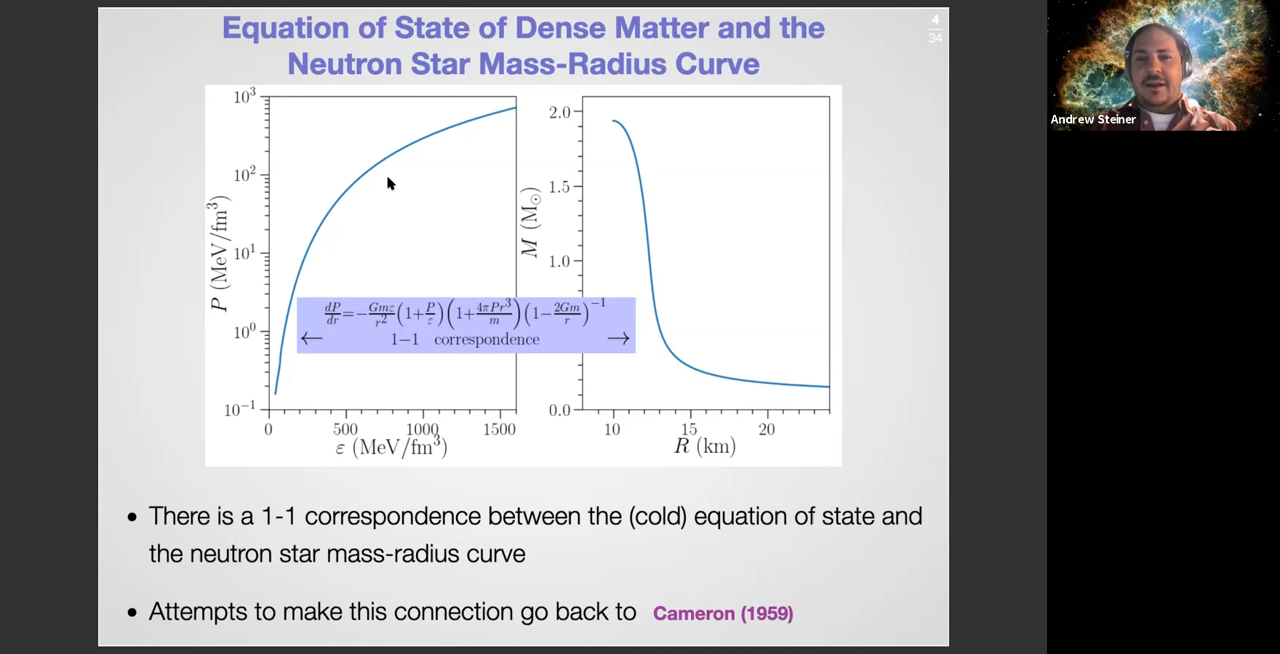 Equation of State of Dense Matter and the
Neutron Star Mass-Radius Curve
4
34
Andrew Steiner
10³
10²
10¹
10⁰
10⁻¹
P (MeV/fm³)
0 500 1000 1500
ε (MeV/fm³)
2.0
1.5
1.0
0.0
M (M☉)
10 15 20
R (km)
dP/dr=−Gmε/r²(1+P/ε)(1+4πPr³/m)(1−2Gm/r)⁻¹
← 1−1 correspondence →
• There is a 1-1 correspondence between the (cold) equation of state and
the neutron star mass-radius curve
• Attempts to make this connection go back to Cameron (1959)